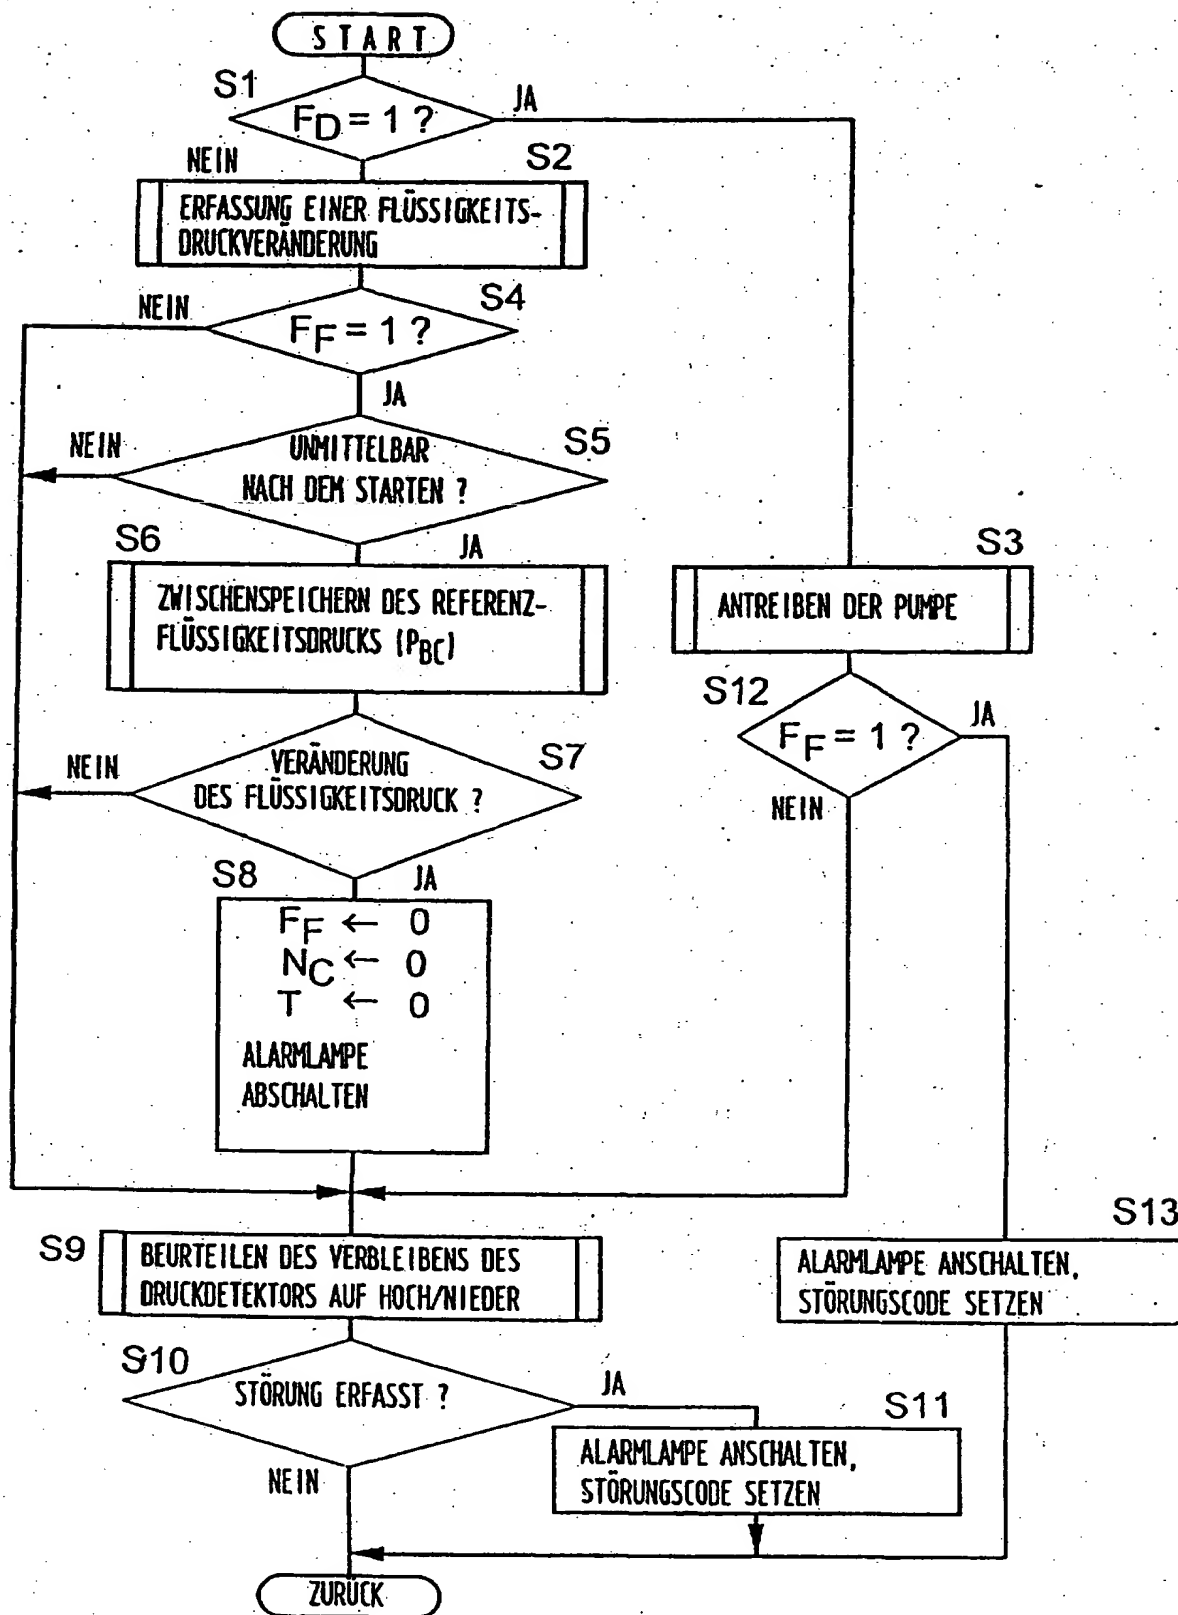 START
S1
F_D = 1 ?
JA
NEIN
S2
ERFASSUNG EINER FLÜSSIGKEITS-
DRUCKVERÄNDERUNG
NEIN
S4
F_F = 1 ?
JA
NEIN
UNMITTELBAR
NACH DEM STARTEN ?
S5
S6
JA
ZWISCHENSPEICHERN DES REFERENZ-
FLÜSSIGKEITSDRUCKS (P_BC)
S3
ANTREIBEN DER PUMPE
S12
F_F = 1 ?
JA
NEIN
NEIN
VERÄNDERUNG
DES FLÜSSIGKEITSDRUCK ?
S7
S8
JA
F_F ← 0
N_C ← 0
T ← 0
ALARMLAMPE
ABSCHALTEN
S9
BEURTEILEN DES VERBLEIBENS DES
DRUCKDETEKTORS AUF HOCH/NIEDER
S13
ALARMLAMPE ANSCHALTEN,
STÖRUNGSCODE SETZEN
S10
STÖRUNG ERFASST ?
JA
NEIN
S11
ALARMLAMPE ANSCHALTEN,
STÖRUNGSCODE SETZEN
ZURÜCK